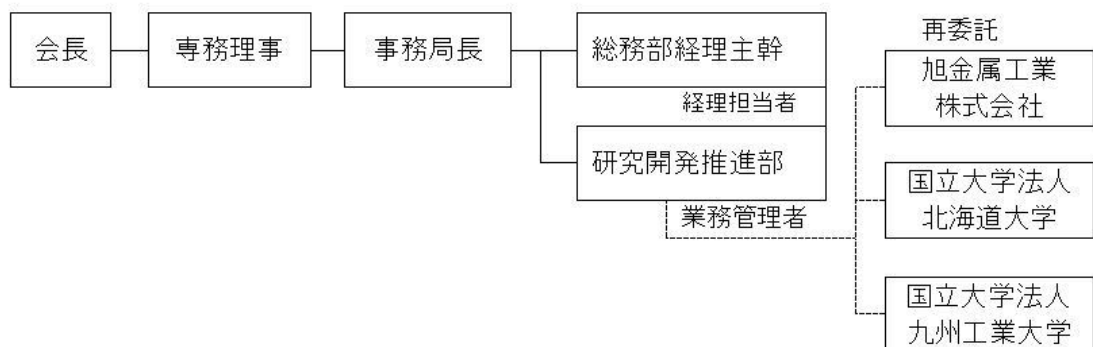 会長
専務理事
事務局長
総務部経理主幹
経理担当者
研究開発推進部
業務管理者
再委託
旭金属工業
株式会社
国立大学法人
北海道大学
国立大学法人
九州工業大学